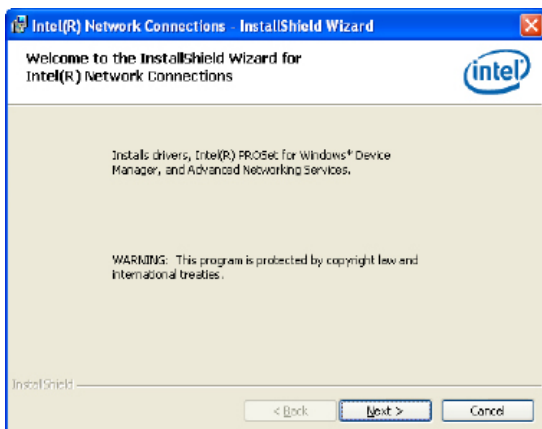 Intel(R) Network Connections - InstallShield Wizard
Welcome to the InstallShield Wizard for
Intel(R) Network Connections
intel
Installs drivers, Intel(R) PROSet for Windows* Device
Manager, and Advanced Networking Services.
WARNING: This program is protected by copyright law and
international treaties.
InstallShield
< Back
Next >
Cancel